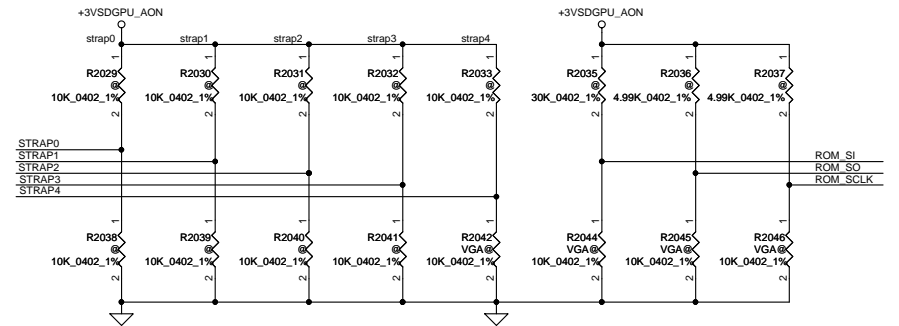 +3VSDGPU_AON
+3VSDGPU_AON
strap0 strap1 strap2 strap3 strap4
1 1 1 1 1 1 1 1
R2029 R2030 R2031 R2032 R2033 R2035 R2036 R2037
@ @ @ @ @ @ @ @
10K_0402_1% 10K_0402_1% 10K_0402_1% 10K_0402_1% 10K_0402_1% 30K_0402_1% 4.99K_0402_1% 4.99K_0402_1%
2 2 2 2 2 2 2 2
STRAP0
STRAP1 ROM_SI
STRAP2 ROM_SO
STRAP3 ROM_SCLK
STRAP4
1 1 1 1 1 1 1 1
R2038 R2039 R2040 R2041 R2042 R2044 R2045 R2046
@ @ @ @ VGA@ VGA@ VGA@ VGA@
10K_0402_1% 10K_0402_1% 10K_0402_1% 10K_0402_1% 10K_0402_1% 10K_0402_1% 10K_0402_1% 10K_0402_1%
2 2 2 2 2 2 2 2